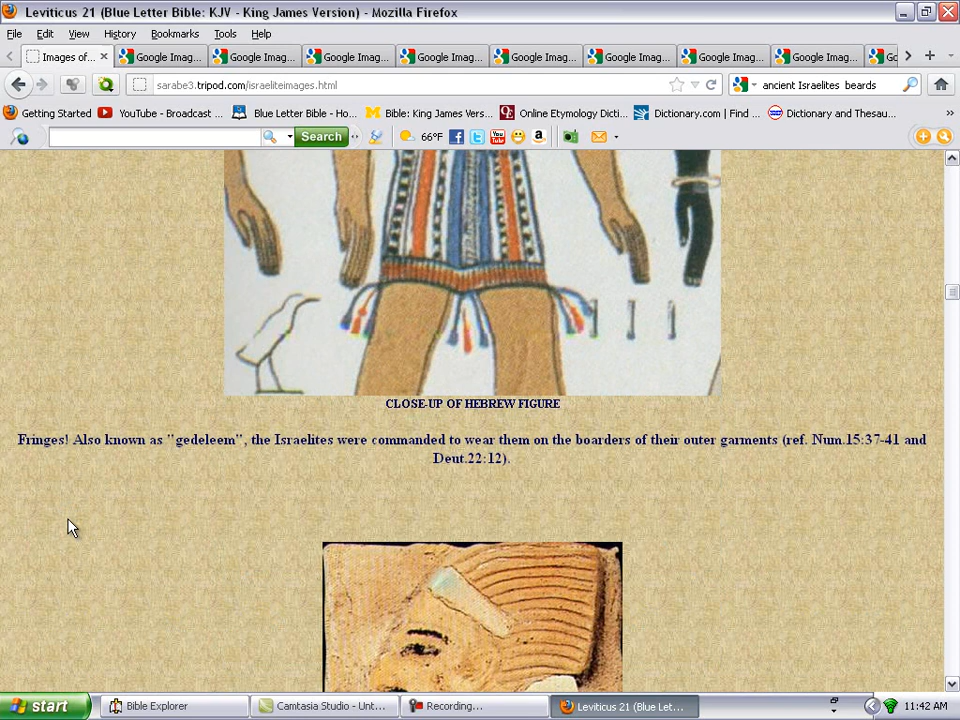 Leviticus 21 (Blue Letter Bible: KJV - King James Version) - Mozilla Firefox
File Edit View History Bookmarks Tools Help
Images of... Google Imag... Google Imag... Google Imag... Google Imag... Google Imag... Google Imag... Google Imag... Google Imag... Go
sarabe3.tripod.com/israeliteimages.html ancient Israelites beards
Getting Started YouTube - Broadcast ... Blue Letter Bible - Ho... Bible: King James Vers... Online Etymology Dicti... Dictionary.com | Find ... Dictionary and Thesau...
Search 66°F
CLOSE-UP OF HEBREW FIGURE
Fringes! Also known as "gedeleem", the Israelites were commanded to wear them on the boarders of their outer garments (ref. Num.15:37-41 and
Deut.22:12).
start Bible Explorer Camtasia Studio - Unt... Recording... Leviticus 21 (Blue Let... 11:42 AM